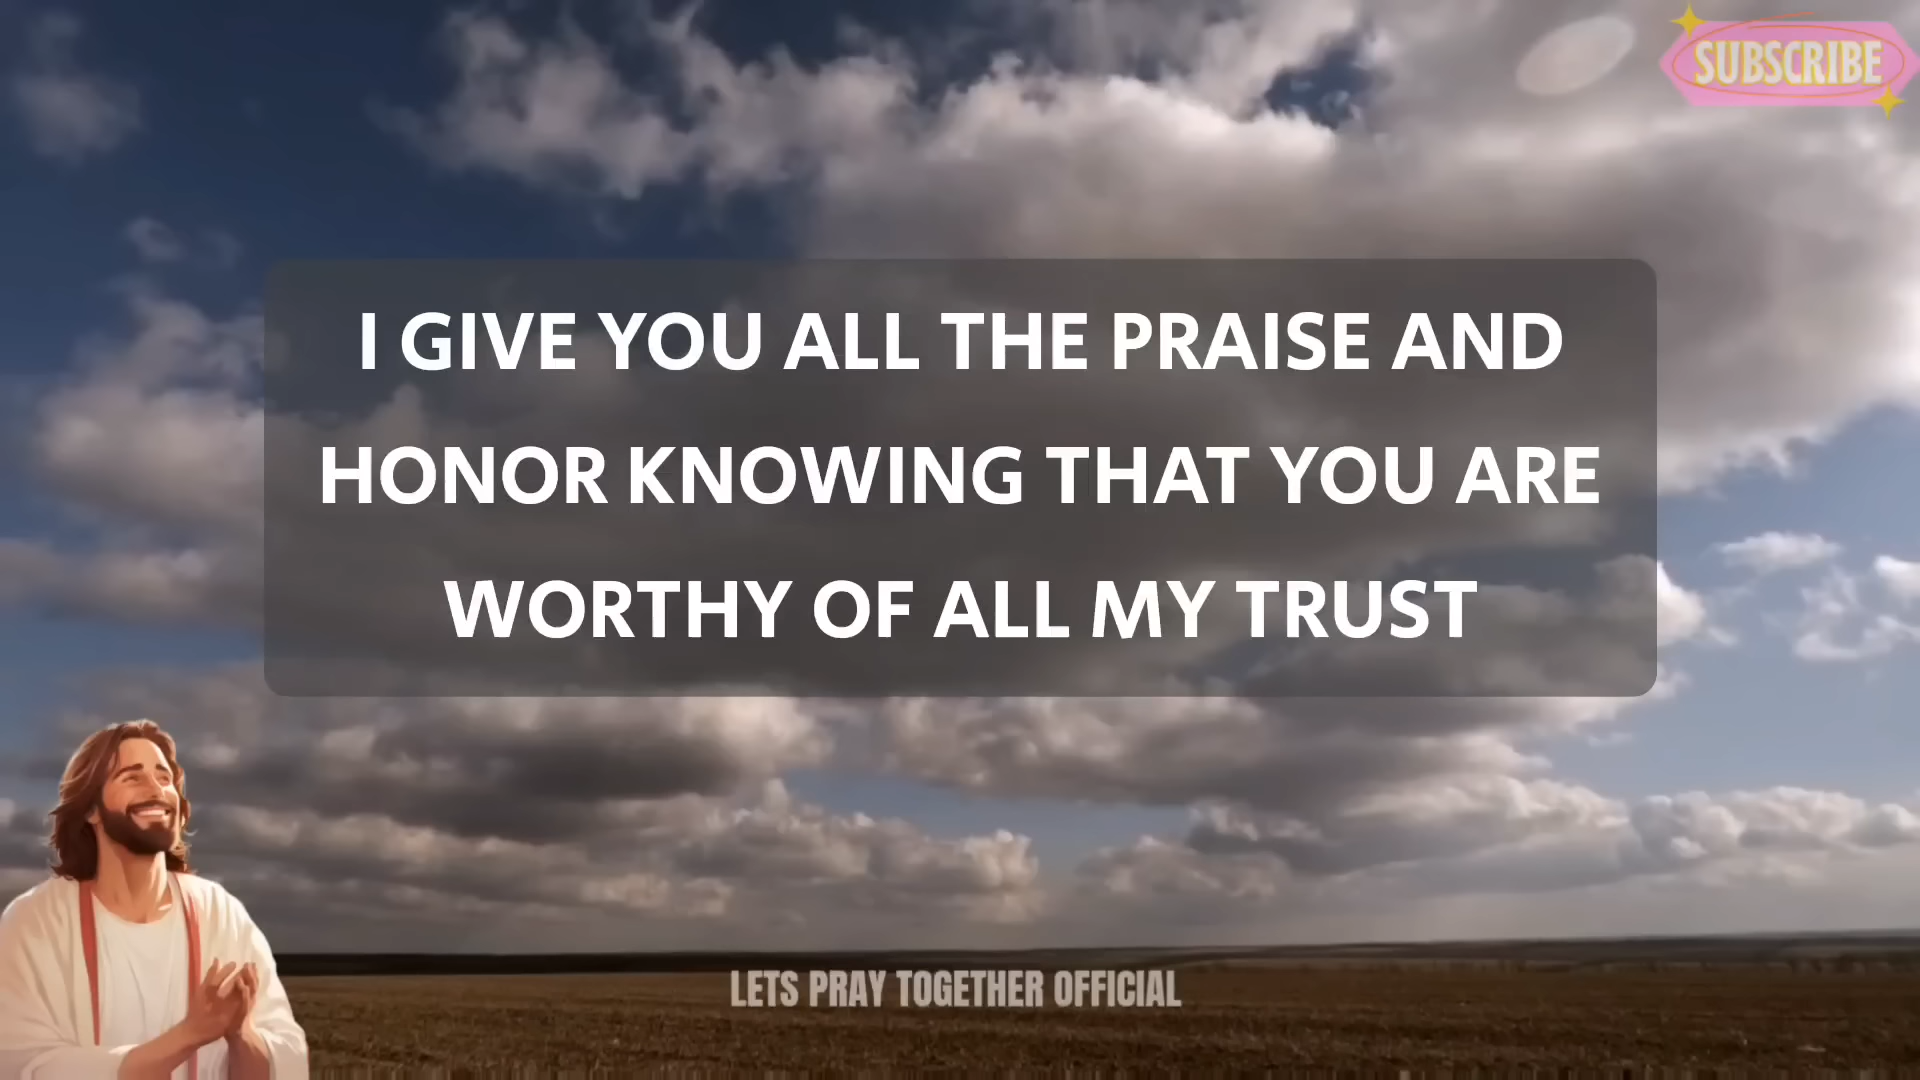 SUBSCRIBE
I GIVE YOU ALL THE PRAISE AND
HONOR KNOWING THAT YOU ARE
WORTHY OF ALL MY TRUST
LETS PRAY TOGETHER OFFICIAL